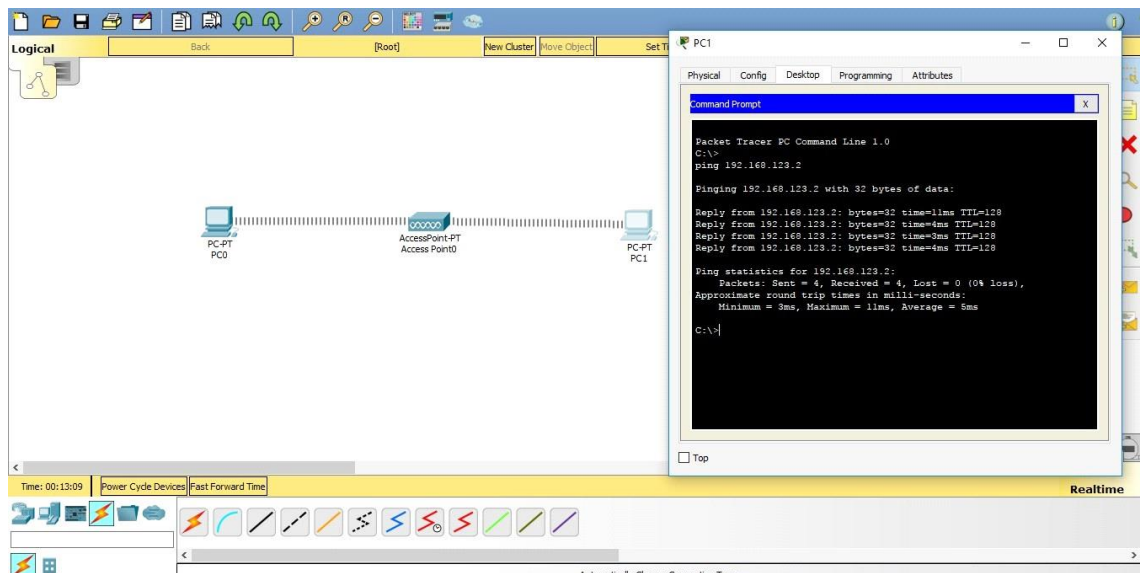 Logical
Back
[Root]
New Cluster
Move Object
Set Ti
PC1
Physical
Config
Desktop
Programming
Attributes
Command Prompt
X
Packet Tracer PC Command Line 1.0
C:\>
ping 192.168.123.2
Pinging 192.168.123.2 with 32 bytes of data:
Reply from 192.168.123.2: bytes=32 time=11ms TTL=128
Reply from 192.168.123.2: bytes=32 time=4ms TTL=128
Reply from 192.168.123.2: bytes=32 time=3ms TTL=128
Reply from 192.168.123.2: bytes=32 time=4ms TTL=128
Ping statistics for 192.168.123.2:
Packets: Sent = 4, Received = 4, Lost = 0 (0% loss),
Approximate round trip times in milli-seconds:
Minimum = 3ms, Maximum = 11ms, Average = 5ms
C:\>
PC-PT
PC0
AccessPoint-PT
Access Point0
PC-PT
PC1
Top
Time: 00:13:09
Power Cycle Devices
Fast Forward Time
Realtime